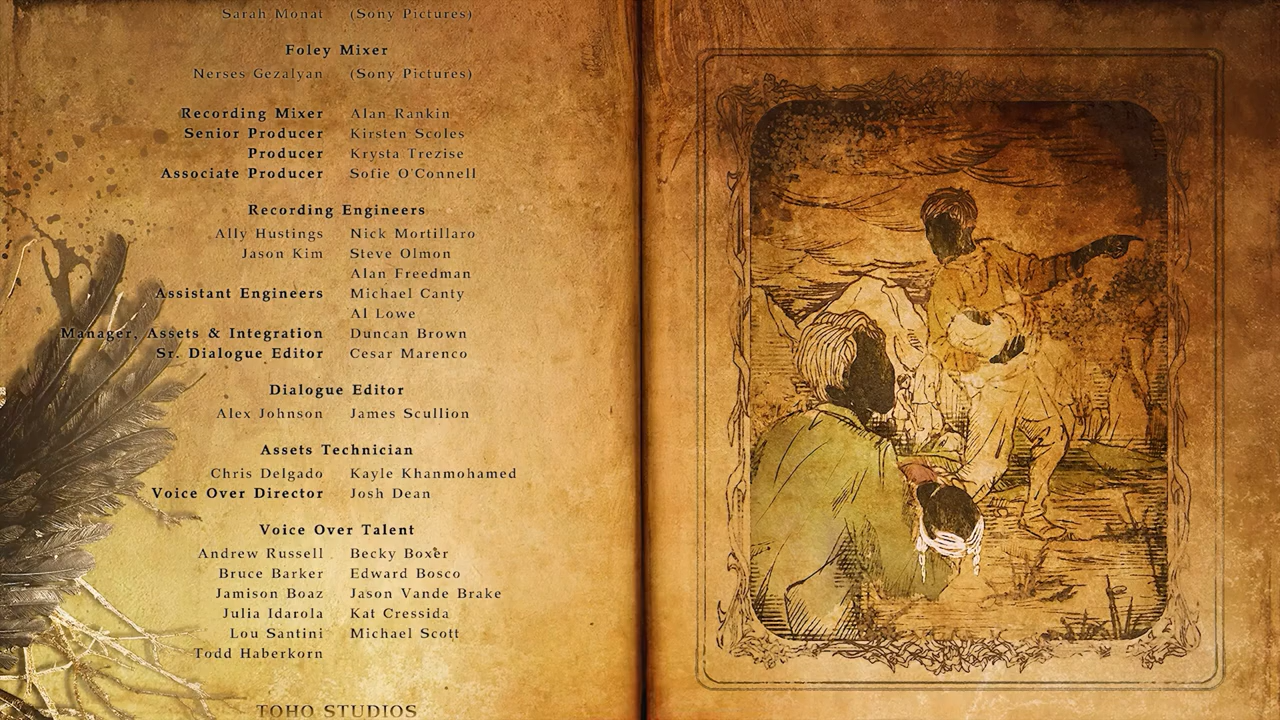 Sarah Monat (Sony Pictures)
Foley Mixer
Nerses Gezalyan (Sony Pictures)
Recording Mixer Alan Rankin
Senior Producer Kirsten Scoles
Producer Krysta Trezise
Associate Producer Sofie O'Connell
Recording Engineers
Ally Hustings Nick Mortillaro
Jason Kim Steve Olmon
Alan Freedman
Assistant Engineers Michael Canty
Al Lowe
Manager, Assets & Integration Duncan Brown
Sr. Dialogue Editor Cesar Marenco
Dialogue Editor
Alex Johnson James Scullion
Assets Technician
Chris Delgado Kayle Khanmohamed
Voice Over Director Josh Dean
Voice Over Talent
Andrew Russell Becky Boxer
Bruce Barker Edward Bosco
Jamison Boaz Jason Vande Brake
Julia Idarola Kat Cressida
Lou Santini Michael Scott
Todd Haberkorn
TOHO STUDIOS